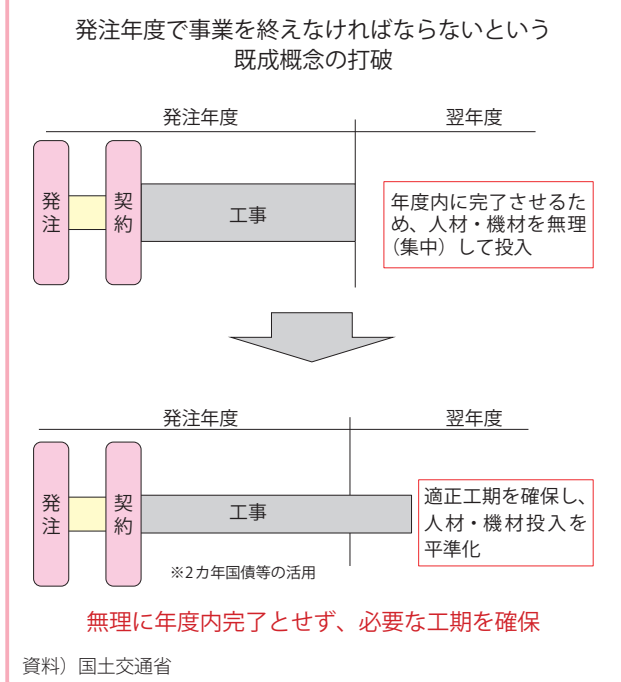 発注年度で事業を終えなければならないという
既成概念の打破
発注年度
翌年度
発注
契約
工事
年度内に完了させるた
め、人材・機材を無理
（集中）して投入
発注年度
翌年度
発注
契約
工事
適正工期を確保し、
人材・機材投入を
平準化
※2カ年国債等の活用
無理に年度内完了とせず、必要な工期を確保
資料）国土交通省